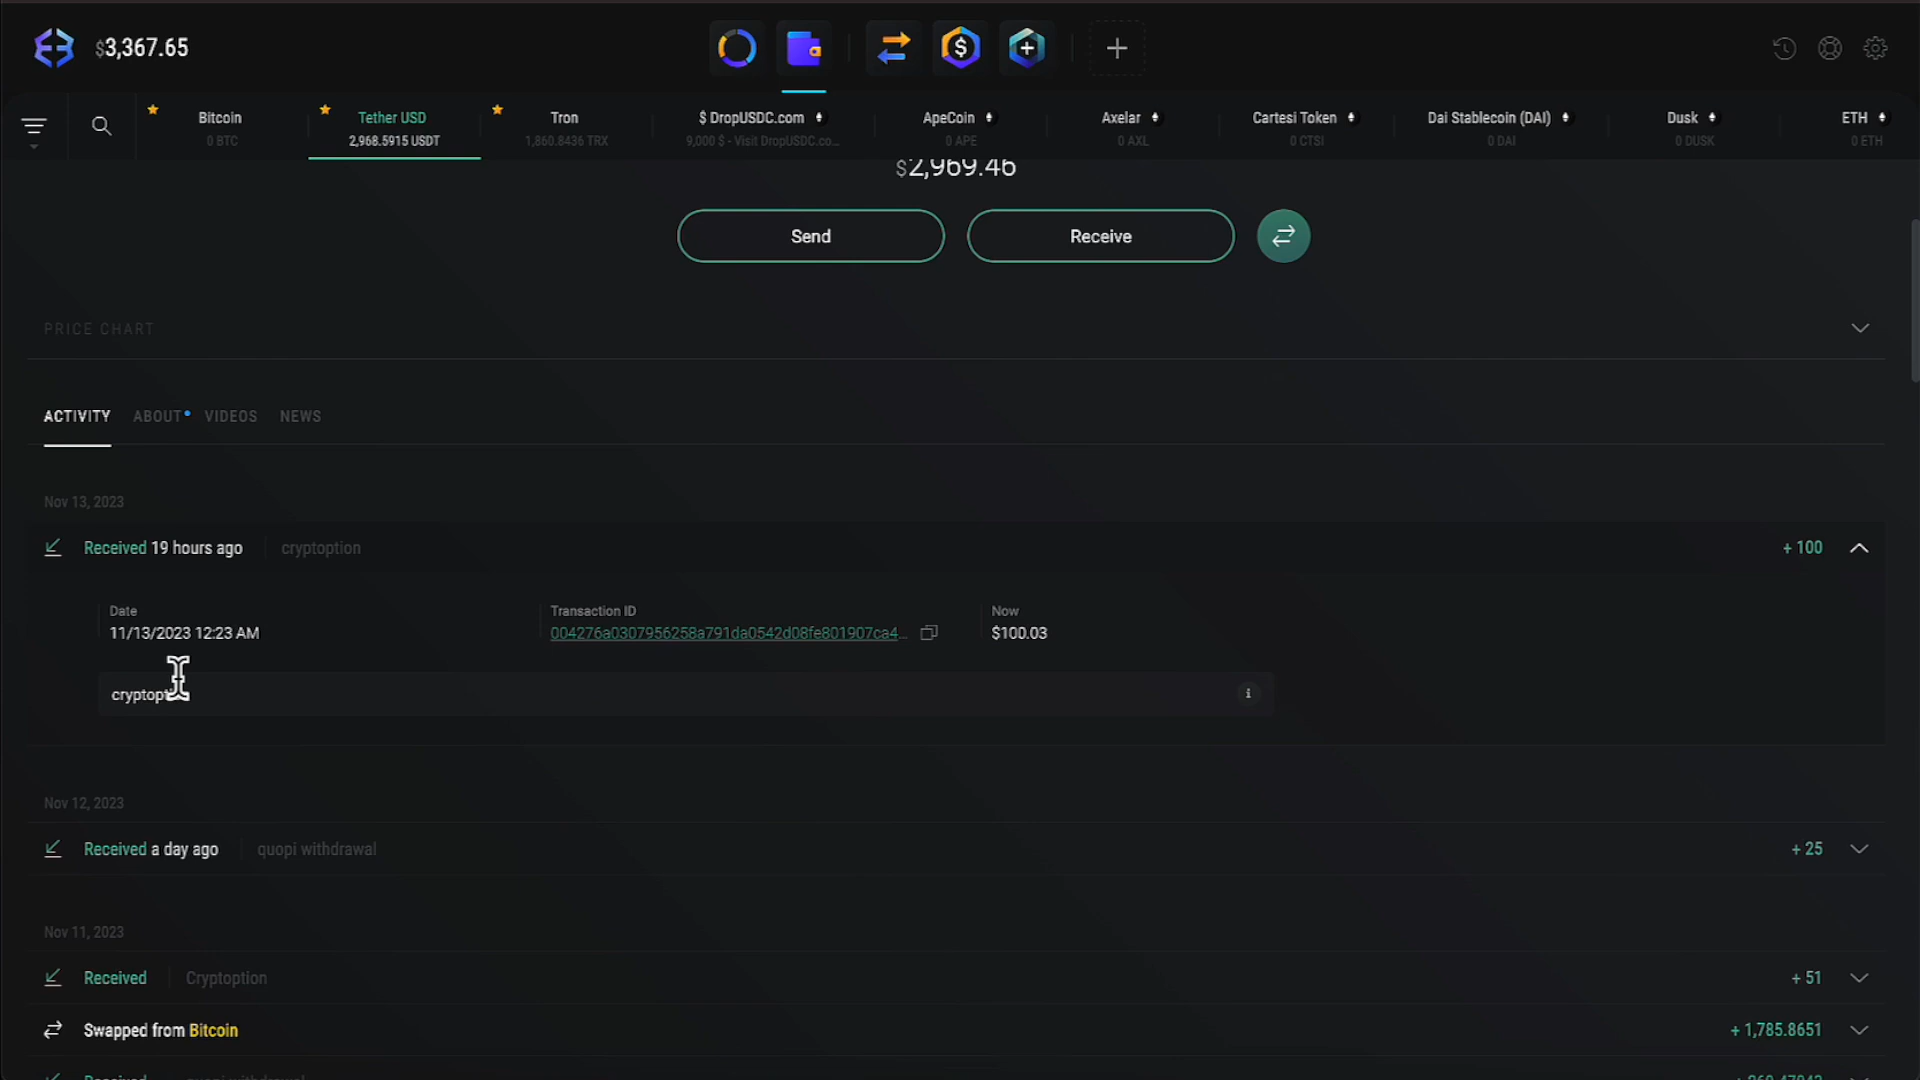 $3,367.65
Bitcoin
0 BTC
Tether USD
2,968.5915 USDT
Tron
1,860.8436 TRX
$ DropUSDC.com
9,000 $ - Visit DropUSDC.co...
ApeCoin
0 APE
Axelar
0 AXL
Cartesi Token
0 CTSI
Dai Stablecoin (DAI)
0 DAI
Dusk
0 DUSK
ETH
0 ETH
$2,969.46
Send
Receive
PRICE CHART
ACTIVITY ABOUT VIDEOS NEWS
Nov 13, 2023
Received 19 hours ago cryptoption + 100
Date
11/13/2023 12:23 AM
Transaction ID
004276a0307956258a791da0542d08fe801907ca4...
Now
$100.03
Nov 12, 2023
Received a day ago quopi withdrawal + 25
Nov 11, 2023
Received Cryptoption + 51
Swapped from Bitcoin + 1,785.8651